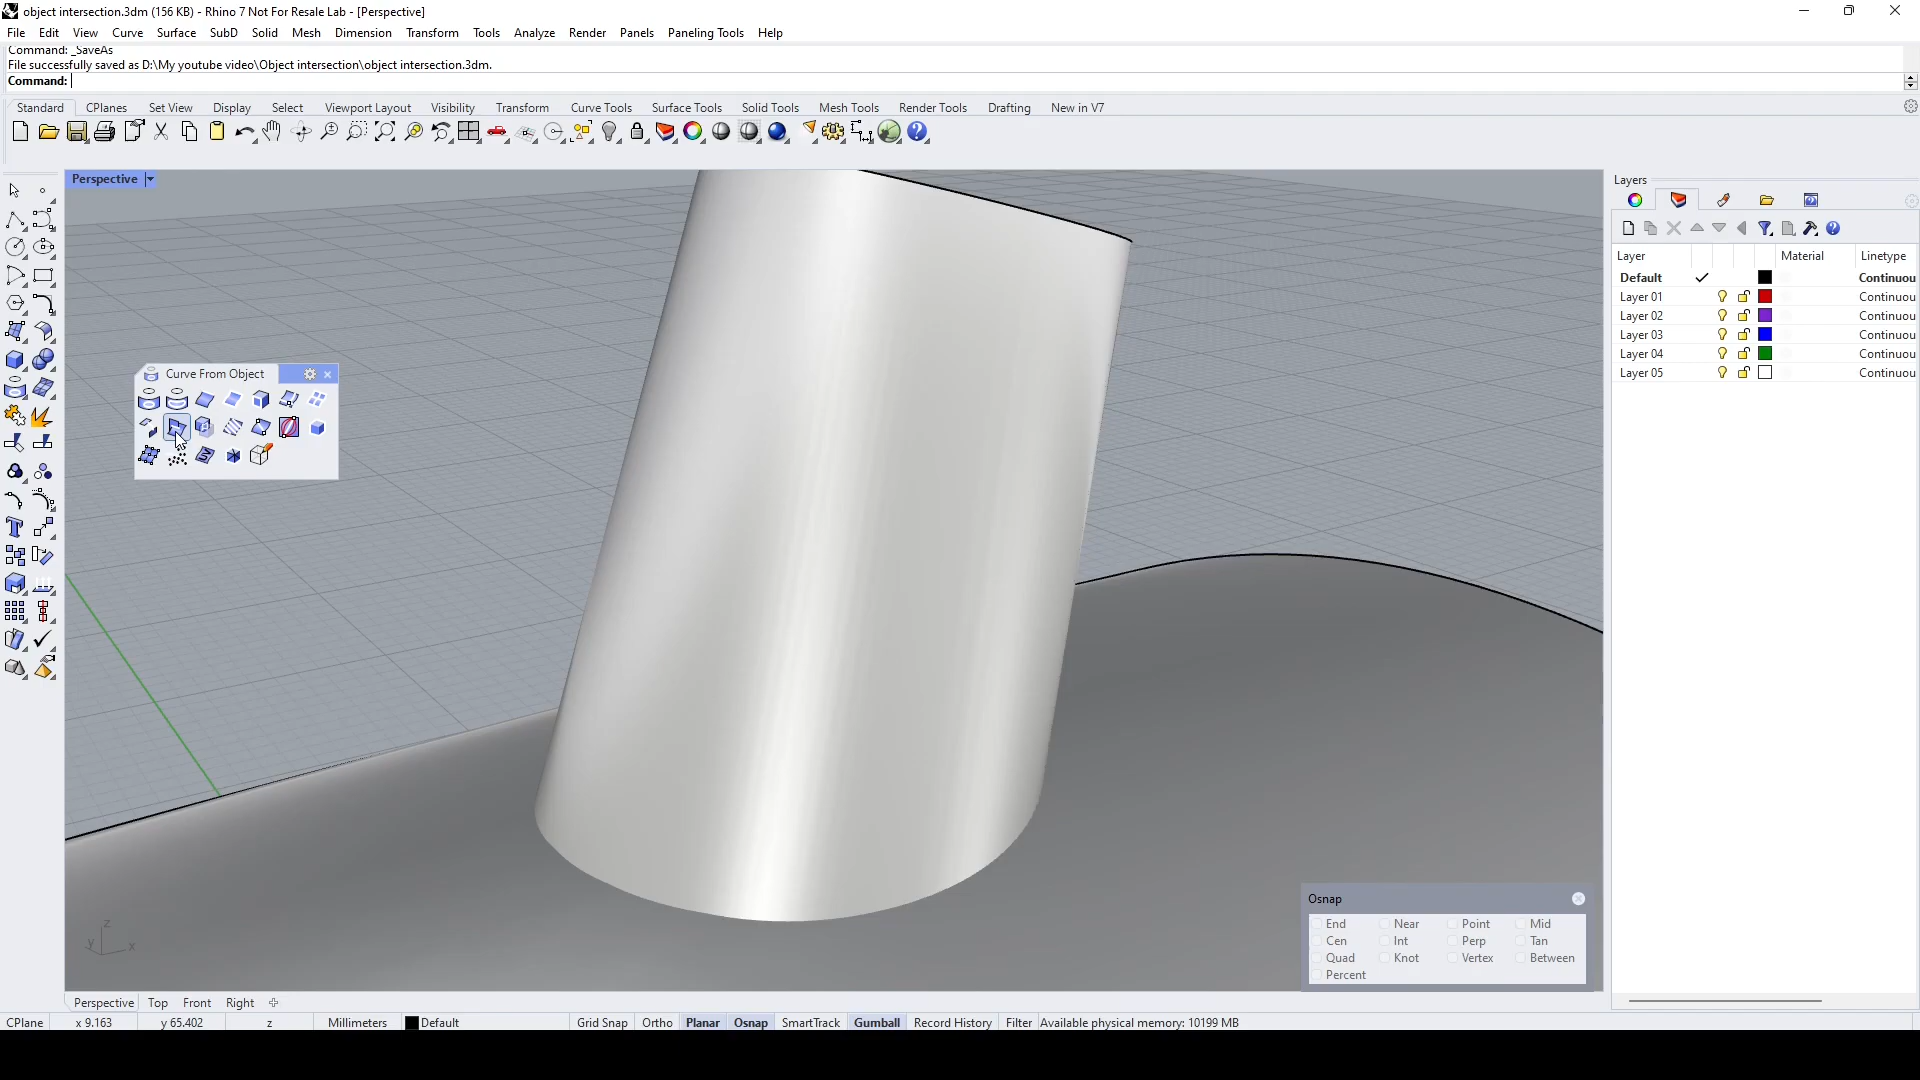 object intersection.3dm (156 KB) - Rhino 7 Not For Resale Lab - [Perspective]
File Edit View Curve Surface SubD Solid Mesh Dimension Transform Tools Analyze Render Panels Paneling Tools Help
Command: _SaveAs
File successfully saved as D:\My youtube video\Object intersection\object intersection.3dm.
Command:
Standard CPlanes Set View Display Select Viewport Layout Visibility Transform Curve Tools Surface Tools Solid Tools Mesh Tools Render Tools Drafting New in V7
Perspective
Layers
Layer Material Linetype
Default Continuou
Layer 01 Continuou
Layer 02 Continuou
Layer 03 Continuou
Layer 04 Continuou
Layer 05 Continuou
Curve From Object
Osnap
End Near Point Mid
Cen Int Perp Tan
Quad Knot Vertex Between
Percent
z
y x
Perspective Top Front Right
CPlane x 9.163 y 65.402 z Millimeters Default Grid Snap Ortho Planar Osnap SmartTrack Gumball Record History Filter Available physical memory: 10199 MB